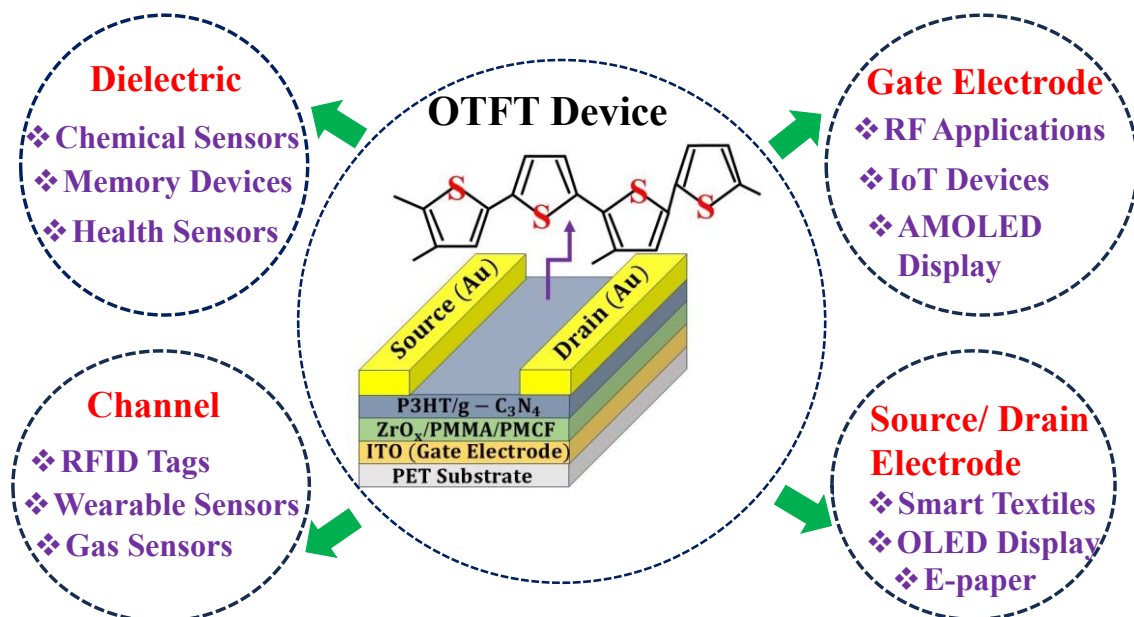 Dielectric
❖Chemical Sensors
❖Memory Devices
❖Health Sensors
OTFT Device
S
S
S
S
Source (Au)
Drain (Au)
P3HT/g − C₃N₄
ZrOₓ/PMMA/PMCF
ITO (Gate Electrode)
PET Substrate
Gate Electrode
❖RF Applications
❖IoT Devices
❖AMOLED
Display
Channel
❖RFID Tags
❖Wearable Sensors
❖Gas Sensors
Source/ Drain
Electrode
❖Smart Textiles
❖OLED Display
❖E-paper